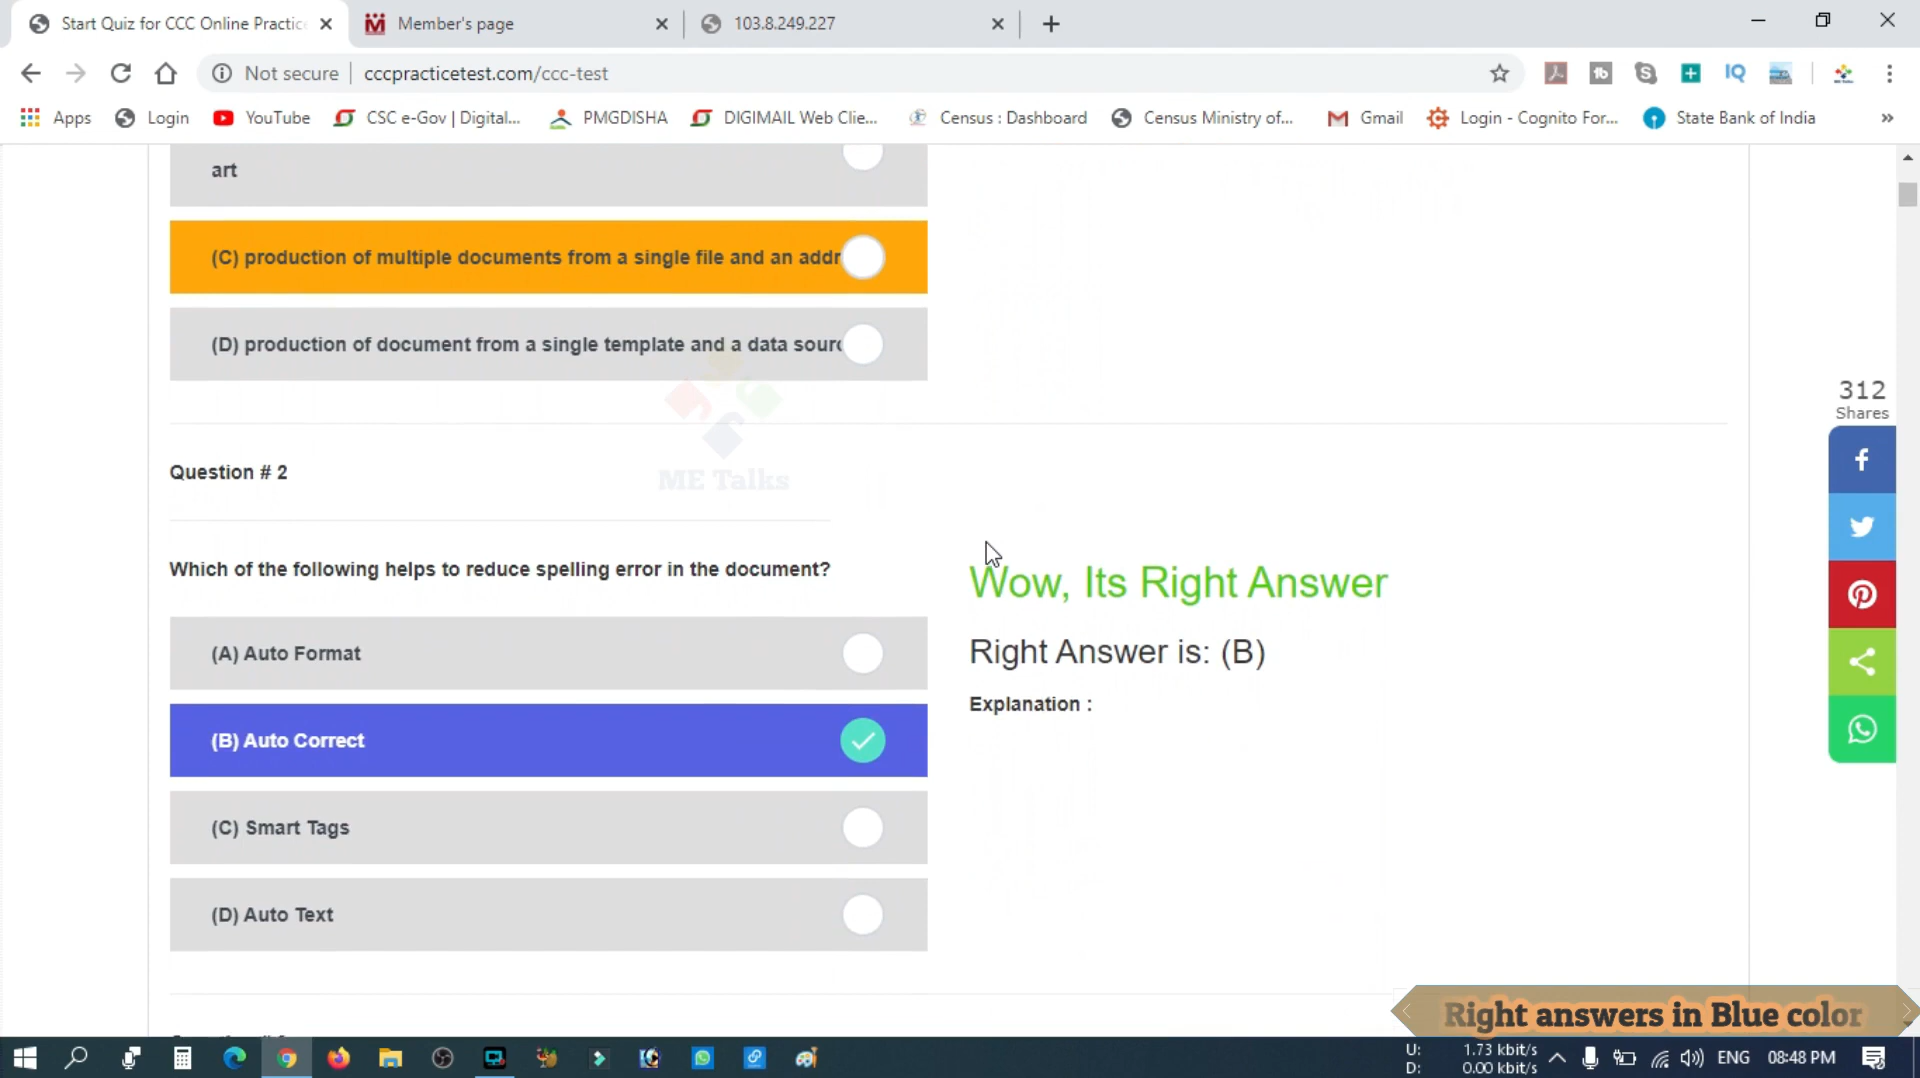 Start Quiz for CCC Online Practice
Member's page
103.8.249.227
Not secure
cccpracticetest.com/ccc-test
Apps
Login
YouTube
CSC e-Gov | Digital...
PMGDISHA
DIGIMAIL Web Clie...
Census : Dashboard
Census Ministry of...
Gmail
Login - Cognito For...
State Bank of India
art
(C) production of multiple documents from a single file and an addr
(D) production of document from a single template and a data sourc
312
Shares
ME Talks
Question # 2
Which of the following helps to reduce spelling error in the document?
Wow, Its Right Answer
Right Answer is: (B)
Explanation :
(A) Auto Format
(B) Auto Correct
(C) Smart Tags
(D) Auto Text
Right answers in Blue color
U: 1.73 kbit/s
D: 0.00 kbit/s
ENG
08:48 PM